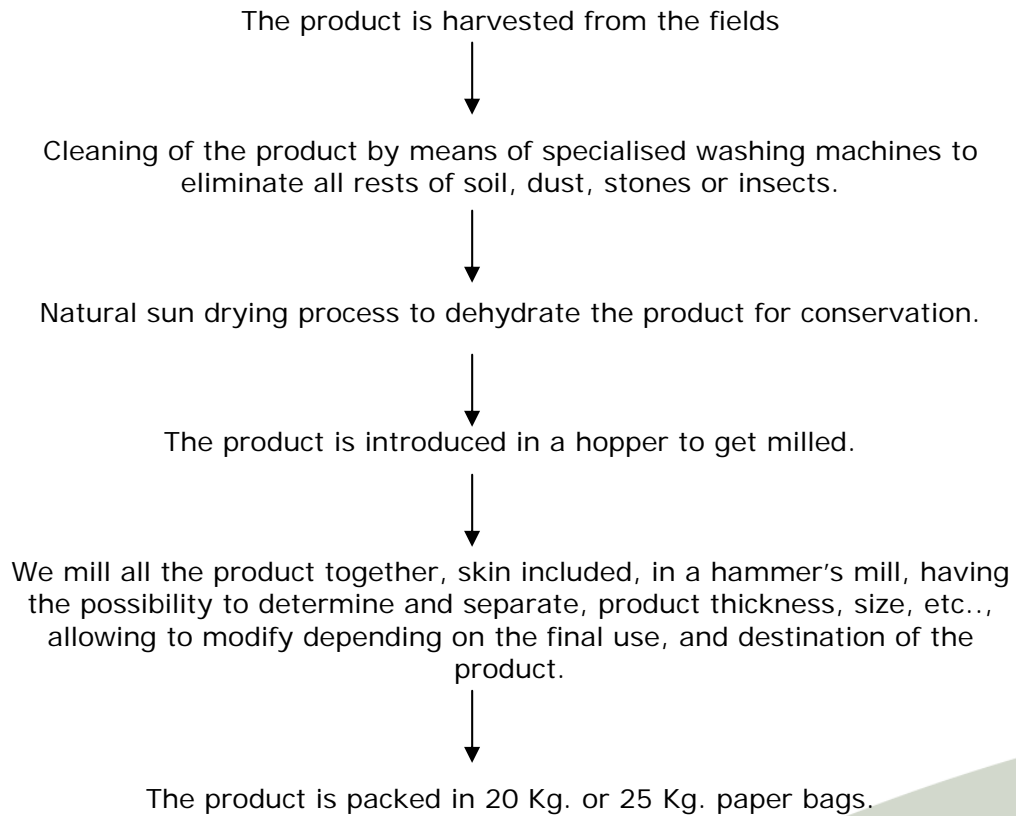 The product is harvested from the fields
Cleaning of the product by means of specialised washing machines to
eliminate all rests of soil, dust, stones or insects.
Natural sun drying process to dehydrate the product for conservation.
The product is introduced in a hopper to get milled.
We mill all the product together, skin included, in a hammer's mill, having
the possibility to determine and separate, product thickness, size, etc..,
allowing to modify depending on the final use, and destination of the
product.
The product is packed in 20 Kg. or 25 Kg. paper bags.